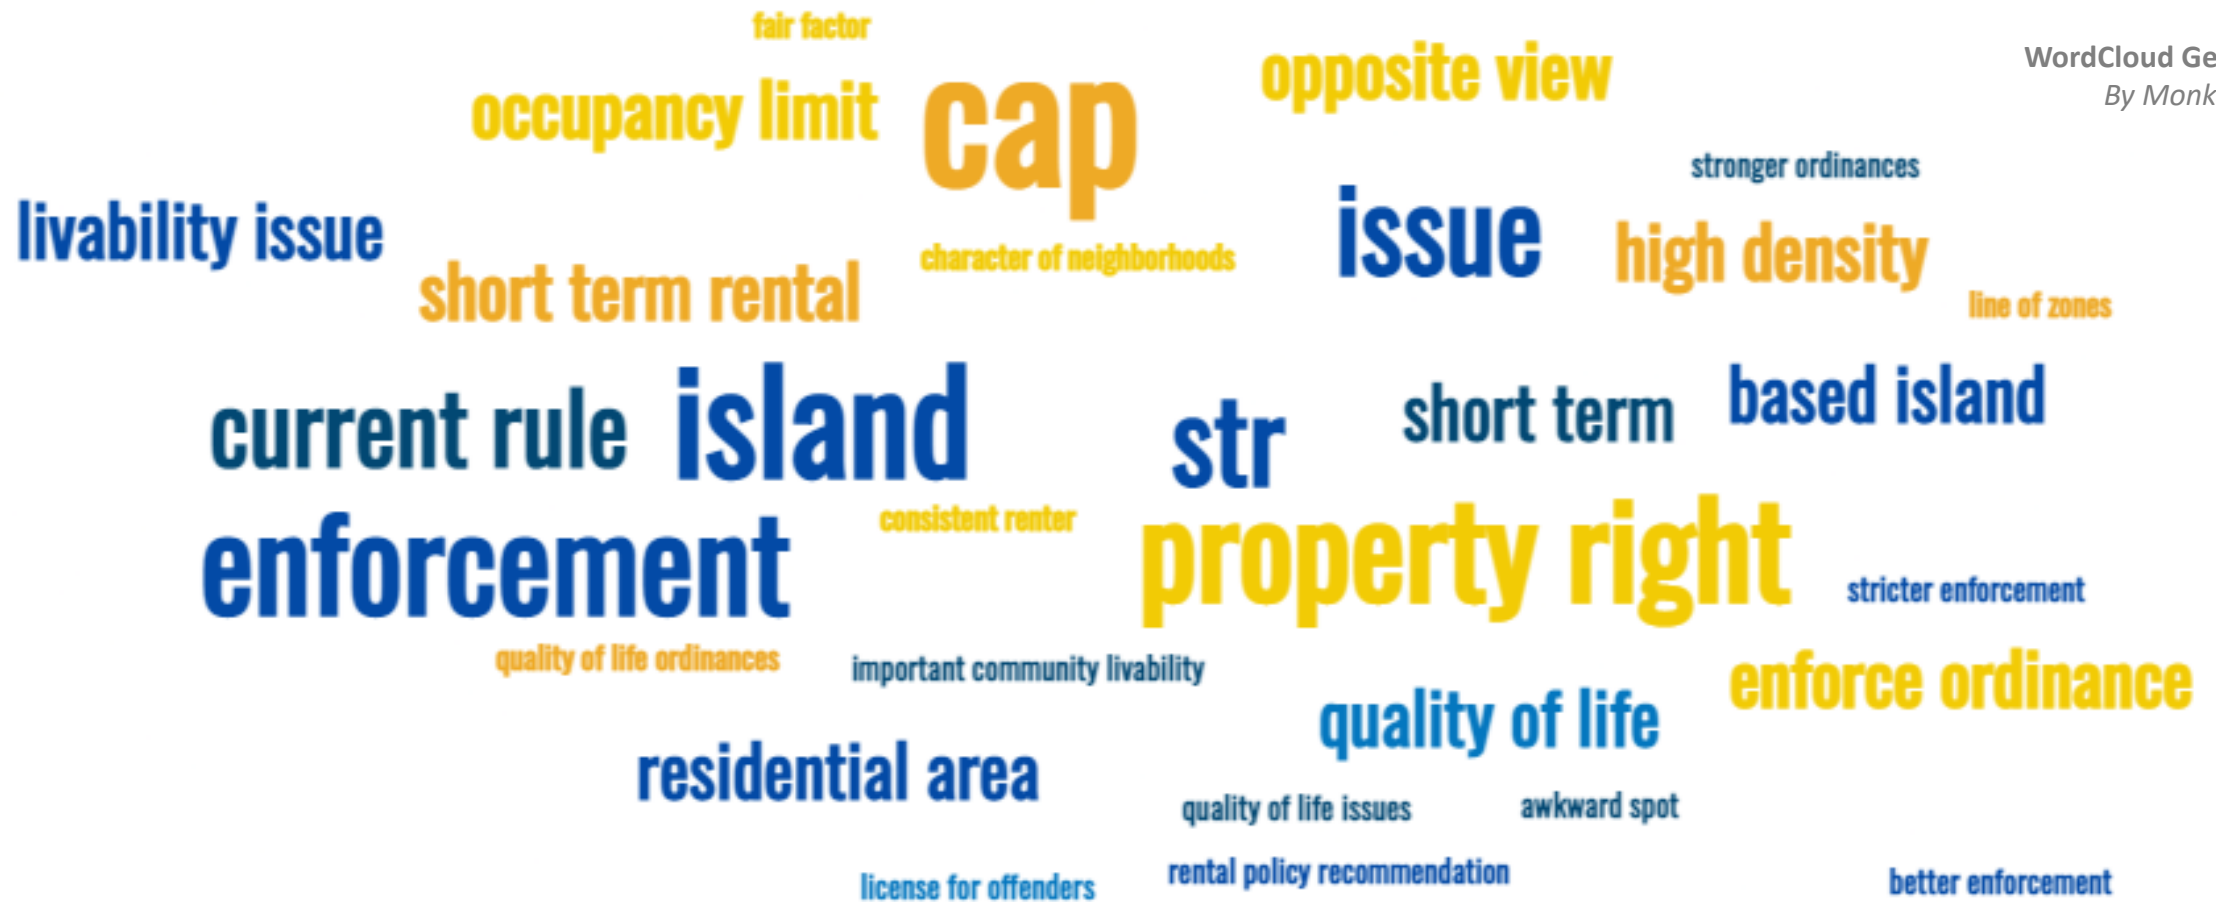 fair factor
WordCloud Ge
By Monk
occupancy limit
cap
opposite view
stronger ordinances
livability issue
issue
high density
character of neighborhoods
short term rental
line of zones
current rule
island
str
short term
based island
enforcement
consistent renter
property right
stricter enforcement
quality of life ordinances
important community livability
enforce ordinance
quality of life
residential area
quality of life issues
awkward spot
license for offenders
rental policy recommendation
better enforcement